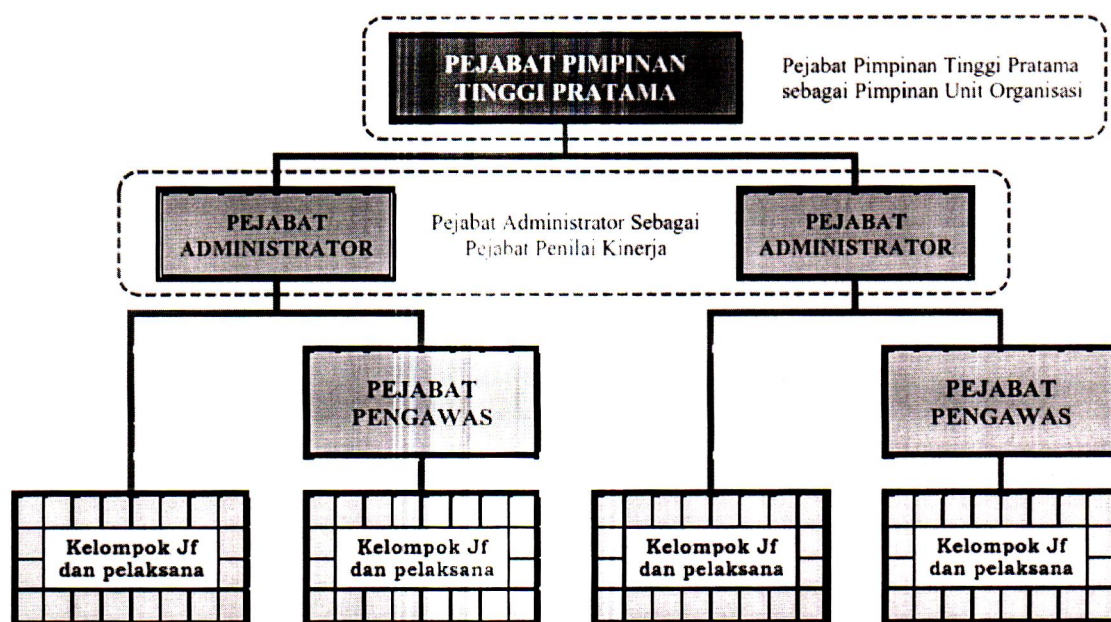 PEJABAT PIMPINAN
TINGGI PRATAMA
Pejabat Pimpinan Tinggi Pratama
sebagai Pimpinan Unit Organisasi
PEJABAT
ADMINISTRATOR
Pejabat Administrator Sebagai
Pejabat Penilai Kinerja
PEJABAT
ADMINISTRATOR
PEJABAT
PENGAWAS
PEJABAT
PENGAWAS
Kelompok Jf
dan pelaksana
Kelompok Jf
dan pelaksana
Kelompok Jf
dan pelaksana
Kelompok Jf
dan pelaksana